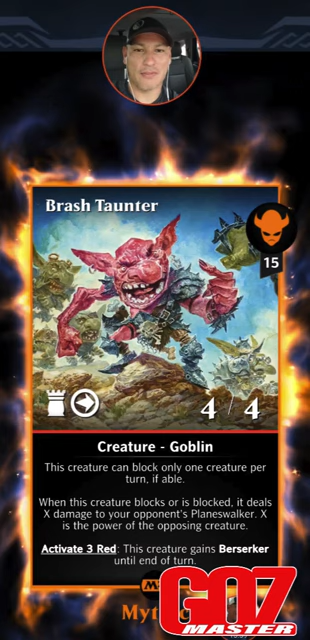 Brash Taunter
15
4 / 4
Creature - Goblin
This creature can block only one creature per
turn, if able.
When this creature blocks or is blocked, it deals
X damage to your opponent's Planeswalker. X
is the power of the opposing creature.
Activate 3 Red: This creature gains Berserker
until end of turn.
GOZ
MASTER